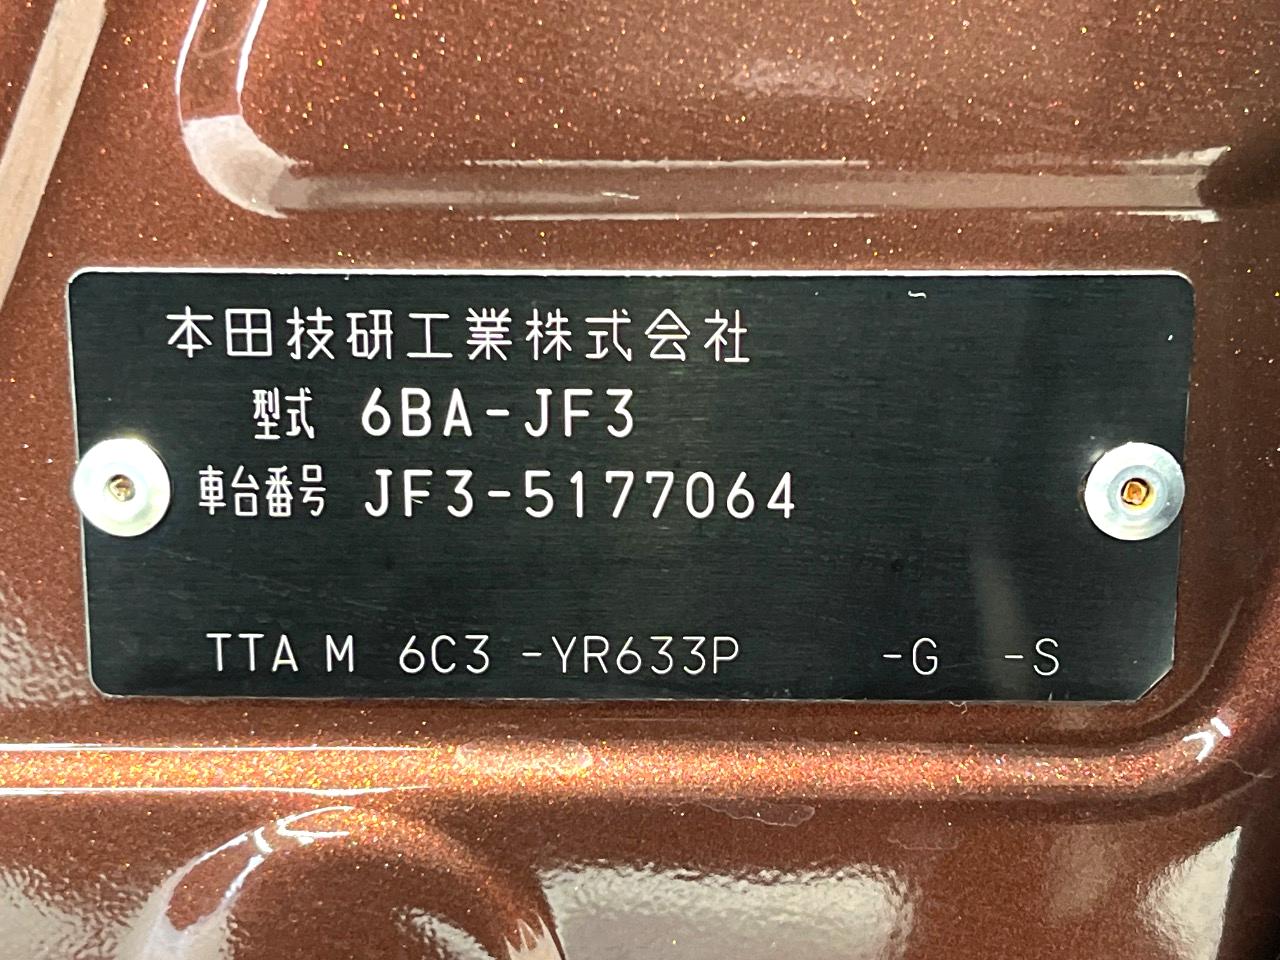 本田技研工業株式会社
型式 6BA-JF3
車台番号 JF3-5177064
TTA M 6C3 -YR633P -G -S